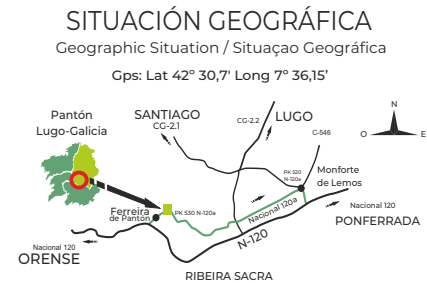 SITUACIÓN GEOGRÁFICA
Geographic Situation / Situaçao Geográfica
Gps: Lat 42º 30,7' Long 7º 36,15’
Pantón
Lugo-Galicia
SANTIAGO
CG-2.1
CG-2.2
LUGO
C-546
N
O
E
PK 520
N-120a
Monforte
de Lemos
Ferreira
de Pantón
PK 530 N-120a
Nacional 120a
Nacional 120
PONFERRADA
N-120
Nacional 120
ORENSE
RIBEIRA SACRA